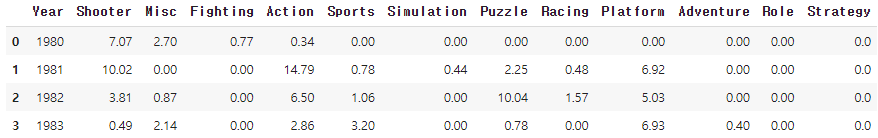 Year Shooter Misc Fighting Action Sports Simulation Puzzle Racing Platform Adventure Role Strategy
0 1980 7.07 2.70 0.77 0.34 0.00 0.00 0.00 0.00 0.00 0.00 0.00 0.0
1 1981 10.02 0.00 0.00 14.79 0.78 0.44 2.25 0.48 6.92 0.00 0.00 0.0
2 1982 3.81 0.87 0.00 6.50 1.06 0.00 10.04 1.57 5.03 0.00 0.00 0.0
3 1983 0.49 2.14 0.00 2.86 3.20 0.00 0.78 0.00 6.93 0.40 0.00 0.0